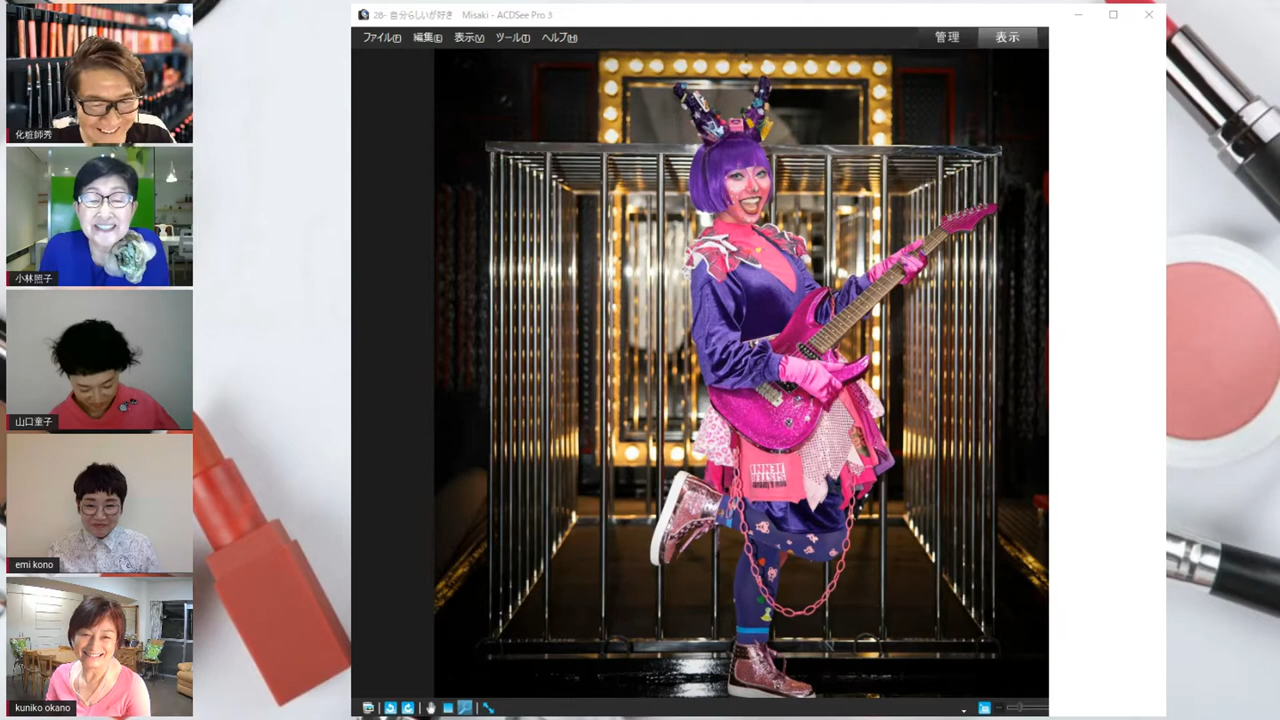 28- 自分らしいが好き Misaki - ACDSee Pro 3
ファイル(F) 編集(E) 表示(V) ツール(T) ヘルプ(H) 管理 表示
化粧師秀
小林照子
山口童子
emi kono
kuniko okano